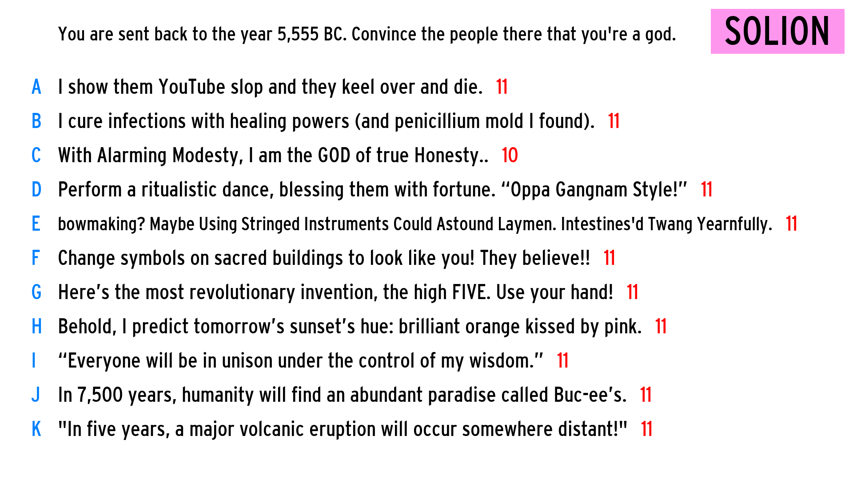 You are sent back to the year 5,555 BC. Convince the people there that you're a god.
SOLION
A I show them YouTube slop and they keel over and die. 11
B I cure infections with healing powers (and penicillium mold I found). 11
C With Alarming Modesty, I am the GOD of true Honesty.. 10
D Perform a ritualistic dance, blessing them with fortune. “Oppa Gangnam Style!” 11
E bowmaking? Maybe Using Stringed Instruments Could Astound Laymen. Intestines'd Twang Yearnfully. 11
F Change symbols on sacred buildings to look like you! They believe!! 11
G Here’s the most revolutionary invention, the high FIVE. Use your hand! 11
H Behold, I predict tomorrow’s sunset’s hue: brilliant orange kissed by pink. 11
I “Everyone will be in unison under the control of my wisdom.” 11
J In 7,500 years, humanity will find an abundant paradise called Buc-ee’s. 11
K "In five years, a major volcanic eruption will occur somewhere distant!" 11